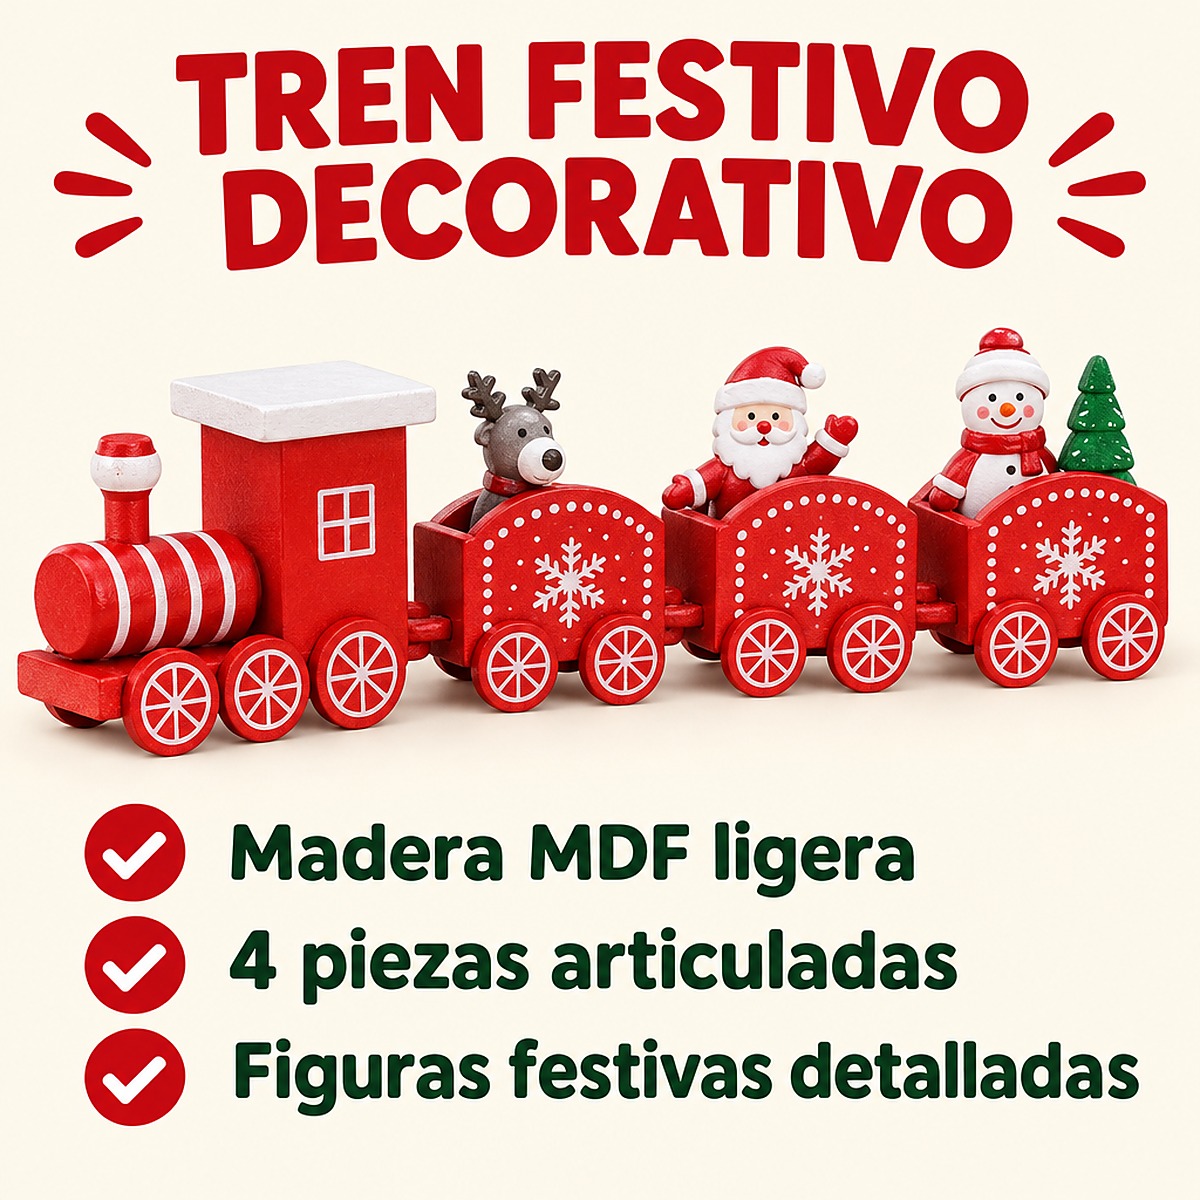 TREN FESTIVO
DECORATIVO
Madera MDF ligera
4 piezas articuladas
Figuras festivas detalladas